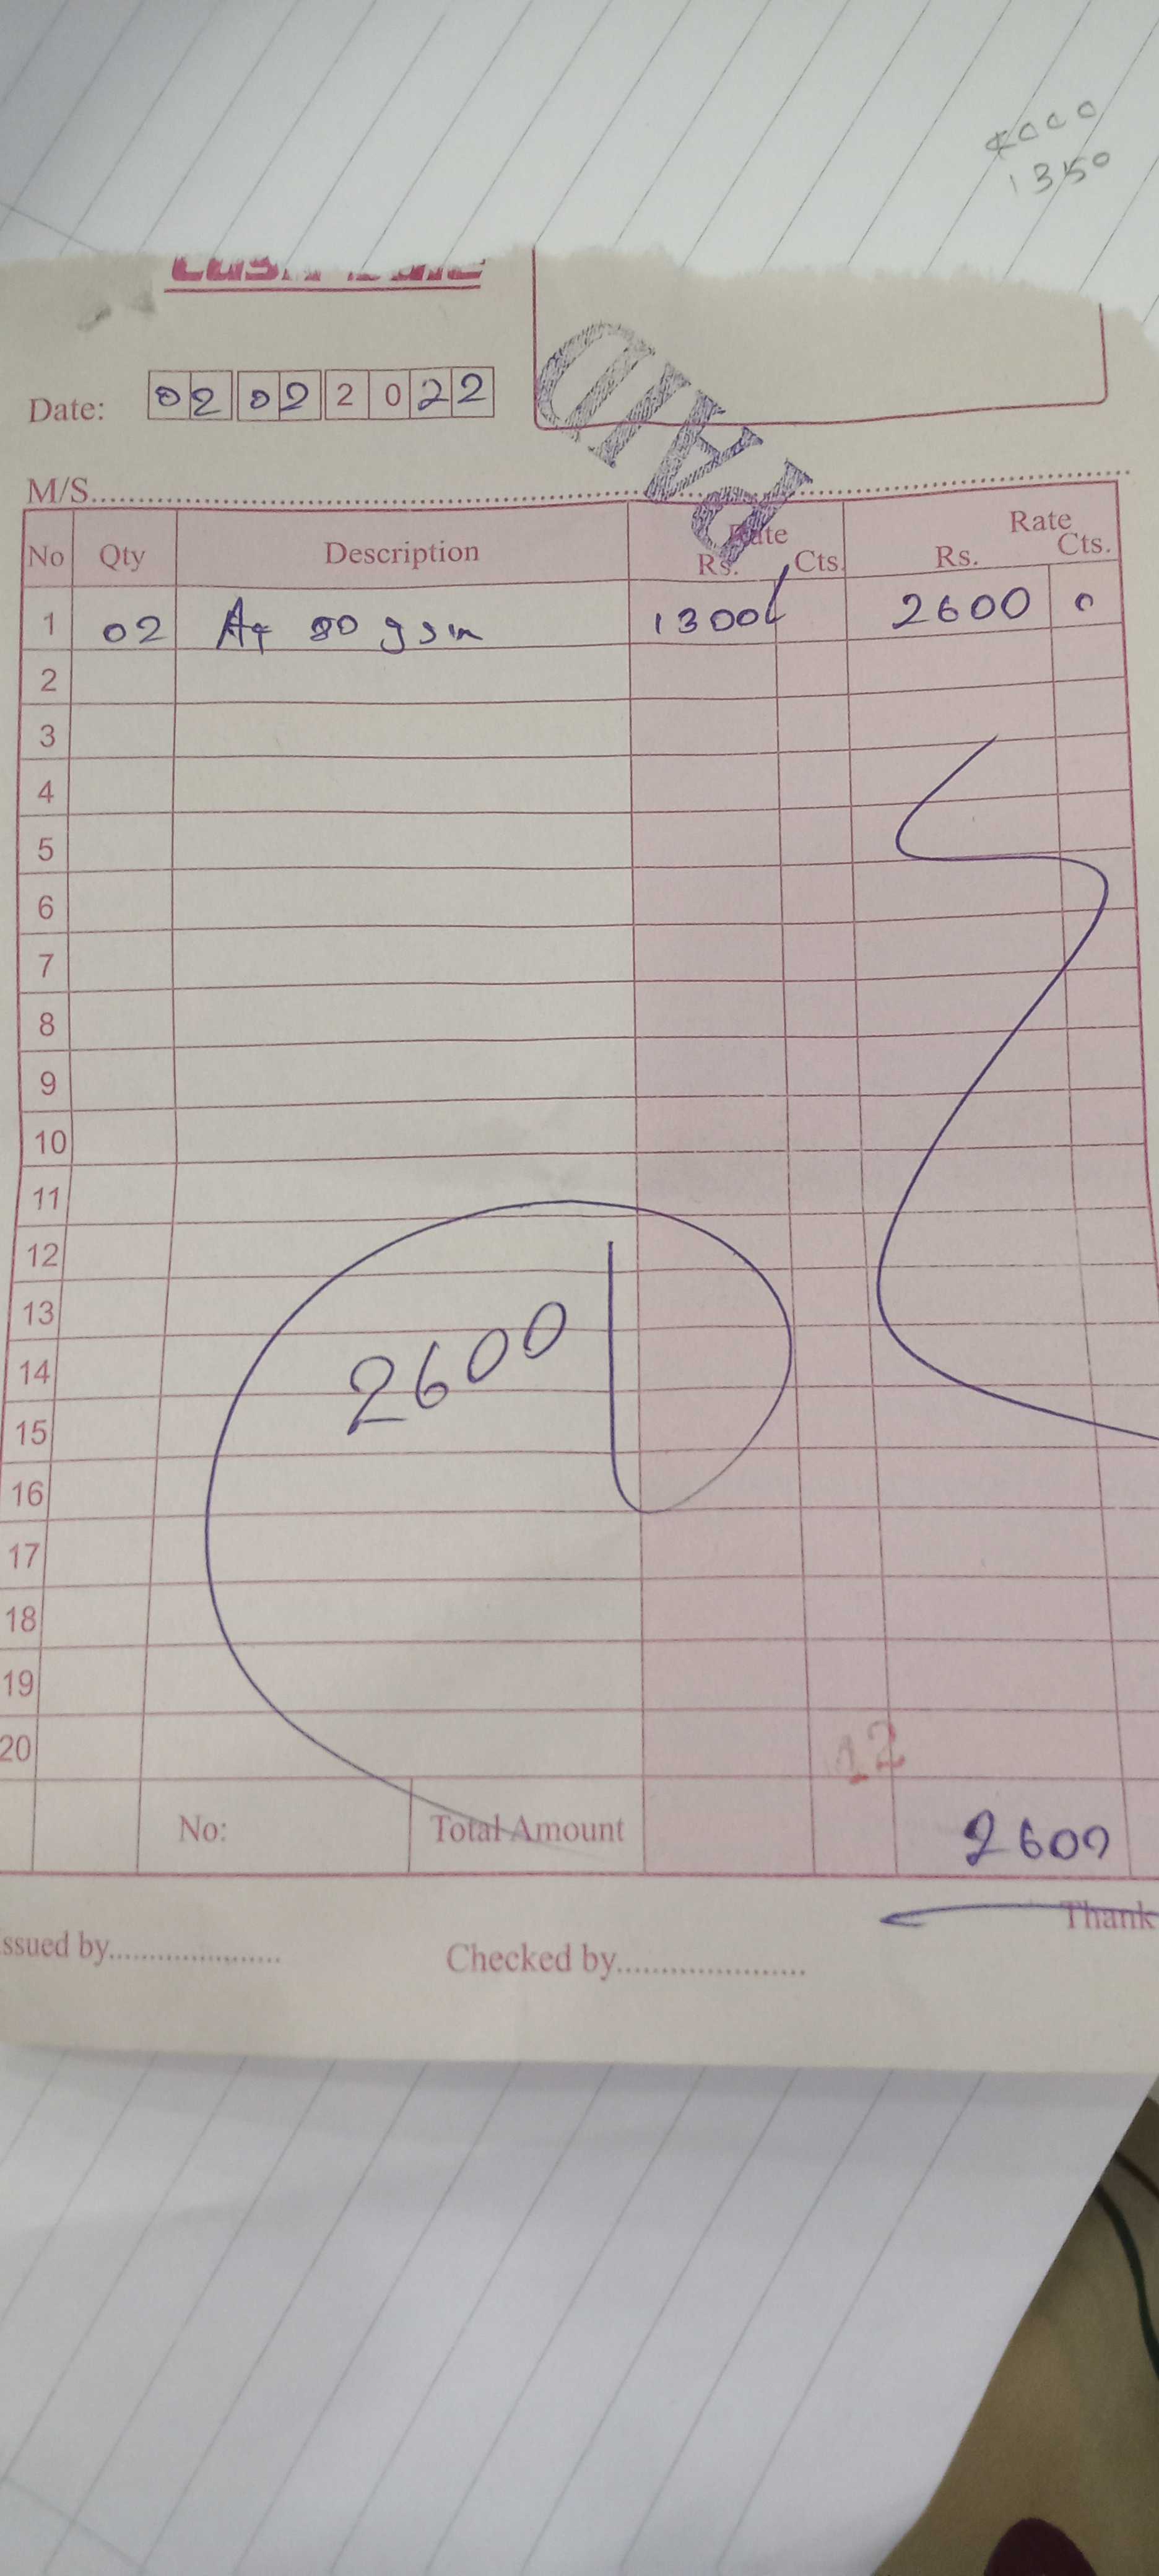 1350
Date: 02 02 2022
PAID
M/S
No Qty Description Rate Rs. Cts. Rate Rs. Cts.
1 02 A4 80 gsm 1300/ 2600 0
2
3
4
5
6
7
8
9
10
11
12
13
2600
14
15
16
17
18
19
20
12
No: Total Amount 2600
Thank
ssued by
Checked by